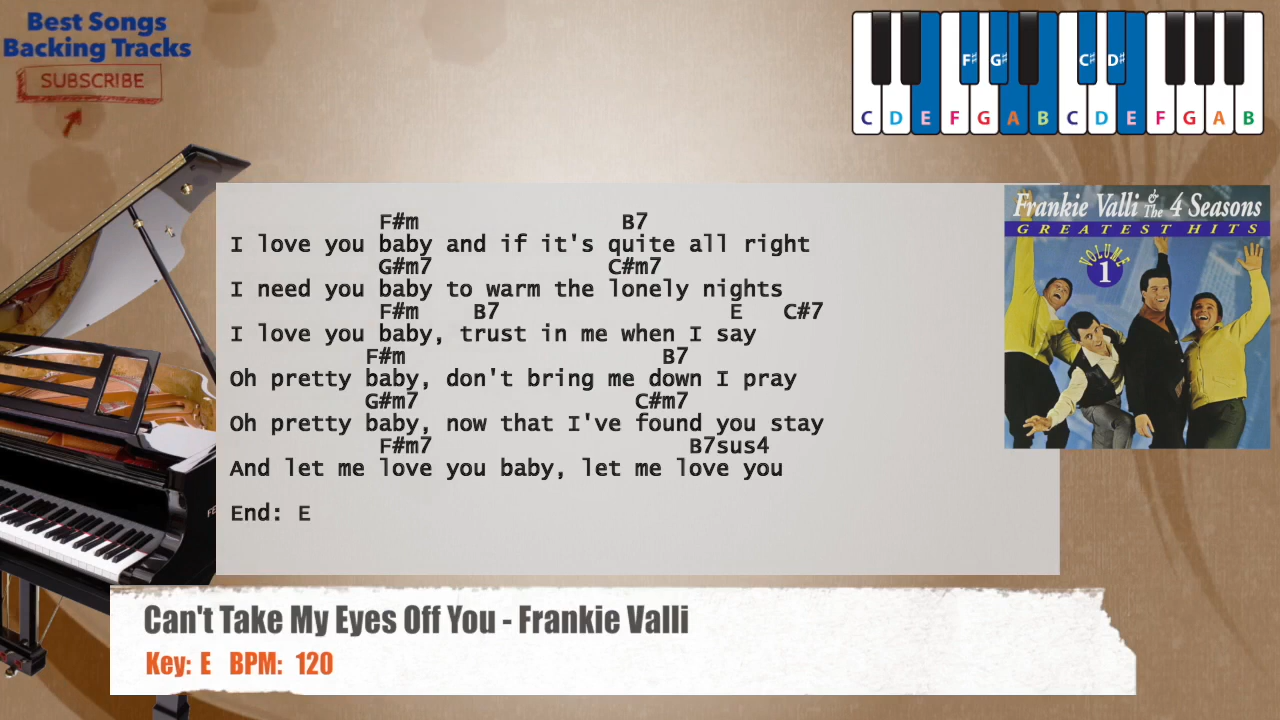 Best Songs
Backing Tracks
SUBSCRIBE
F# G# C# D#
C D E F G A B C D E F G A B
F#m B7
I love you baby and if it's quite all right
G#m7 C#m7
I need you baby to warm the lonely nights
F#m B7 E C#7
I love you baby, trust in me when I say
F#m B7
Oh pretty baby, don't bring me down I pray
G#m7 C#m7
Oh pretty baby, now that I've found you stay
F#m7 B7sus4
And let me love you baby, let me love you
End: E
Frankie Valli & The 4 Seasons
GREATEST HITS
VOLUME
1
Can't Take My Eyes Off You - Frankie Valli
Key: E BPM: 120